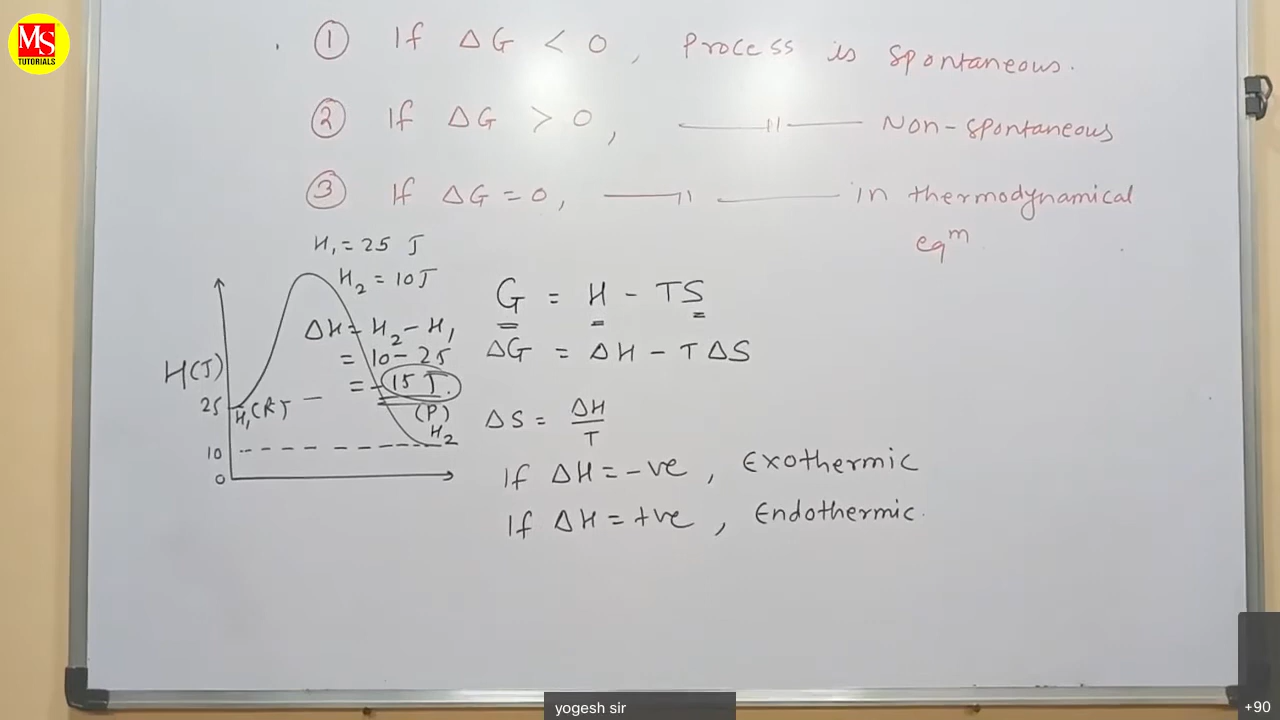 MS
TUTORIALS
① If ΔG < 0, Process is spontaneous.
② If ΔG > 0, —||— Non-spontaneous
③ If ΔG = 0, —||— in thermodynamical
eqᵐ
H₁ = 25 J
H₂ = 10J
ΔH = H₂ - H₁
= 10 - 25
= -15 J.
H(J)
25
H₁(R)
(P)
H₂
10
0
G = H - TS
ΔG = ΔH - TΔS
ΔS = ΔH/T
If ΔH = -ve, Exothermic
If ΔH = +ve, Endothermic.
yogesh sir
+90